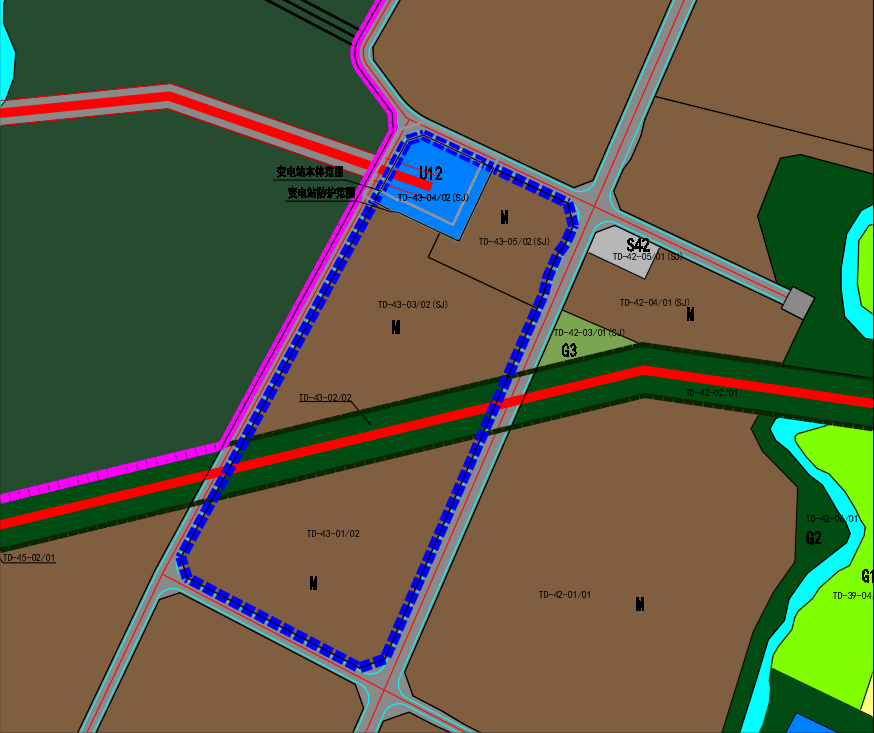 变电站本体范围
U12
变电站防护范围
TD-43-04/02(SJ)
M
TD-43-05/02(SJ)
S42
TD-42-05/01(SJ)
TD-43-03/02(SJ)
M
TD-42-04/01(SJ)
M
TD-42-03/01(SJ)
G3
TD-43-02/02
TD-42-02/01
TD-42-06/01
G2
TD-43-01/02
TD-45-02/01
M
G1
TD-42-01/01
M
TD-39-04